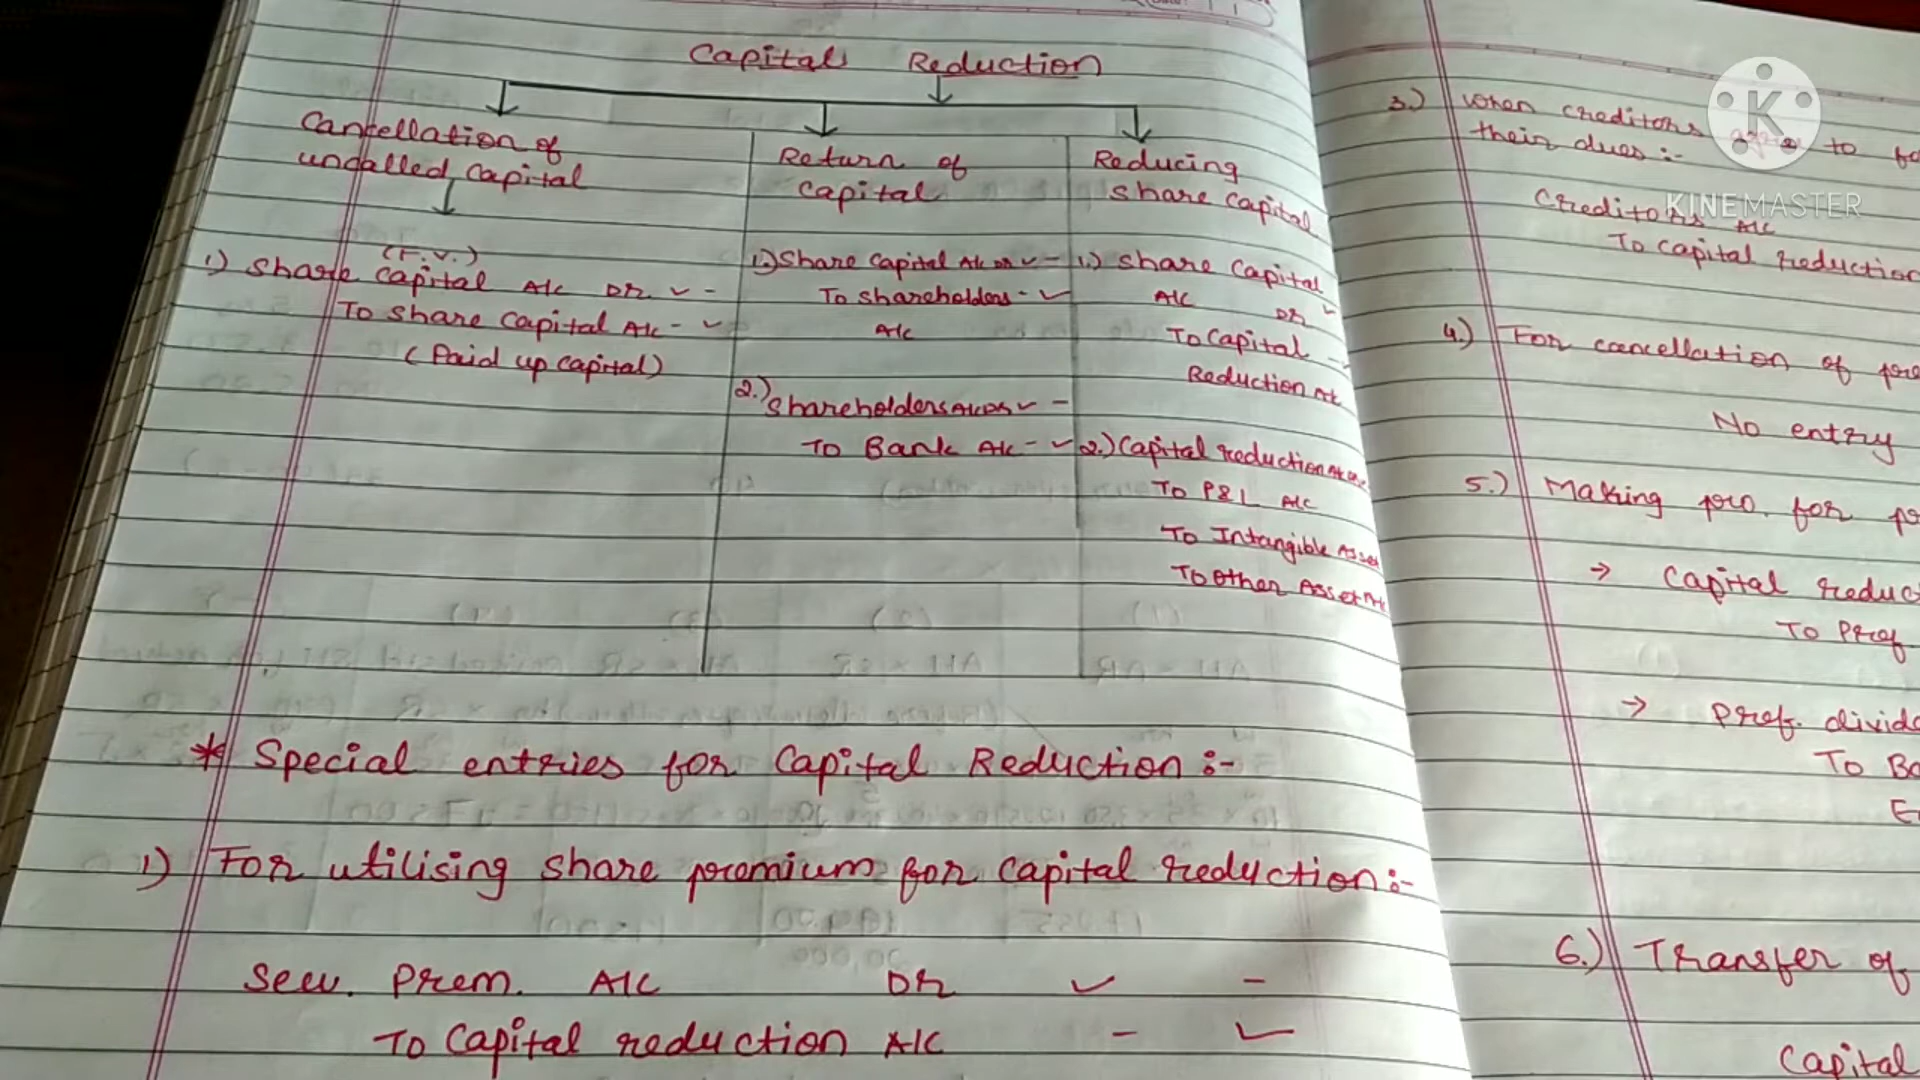 Capital Reduction
Cancellation of
uncalled Capital
Return of
Capital
Reducing
Share Capital
(F.V.)
1) Share Capital A/c DR ✓ -
To Share Capital A/c - ✓
(Paid up capital)
1.) Share Capital A/c DR ✓ -
To Shareholders - ✓
A/c
2.) Shareholders A/c DR ✓ -
To Bank A/c - ✓
1.) Share Capital
A/c DR ✓
To Capital -
Reduction A/c
2.) Capital reduction A/c
To P&L A/c
To Intangible Asset
To Other Asset A/c
* Special entries for Capital Reduction :-
1) For utilising share premium for capital reduction :-
Secu. Prem. A/c DR ✓ -
To Capital reduction A/c - ✓
3.) When creditors to
their dues :-
Creditors A/c
To Capital reduction
4.) For cancellation of
No entry
5.) Making pro. for
→ Capital
To Pref
→ Pref.
To
6.) Transfer of
Capital
K
KINEMASTER